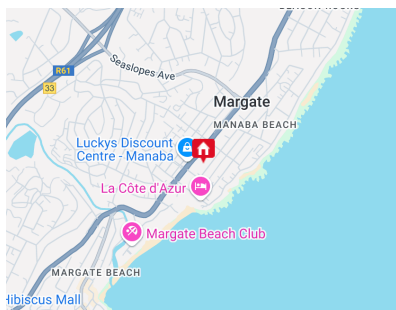 Seaslopes Ave
R61
33
Margate
MANABA BEACH
Luckys Discount
Centre - Manaba
La Côte d'Azur
Margate Beach Club
MARGATE BEACH
Hibiscus Mall